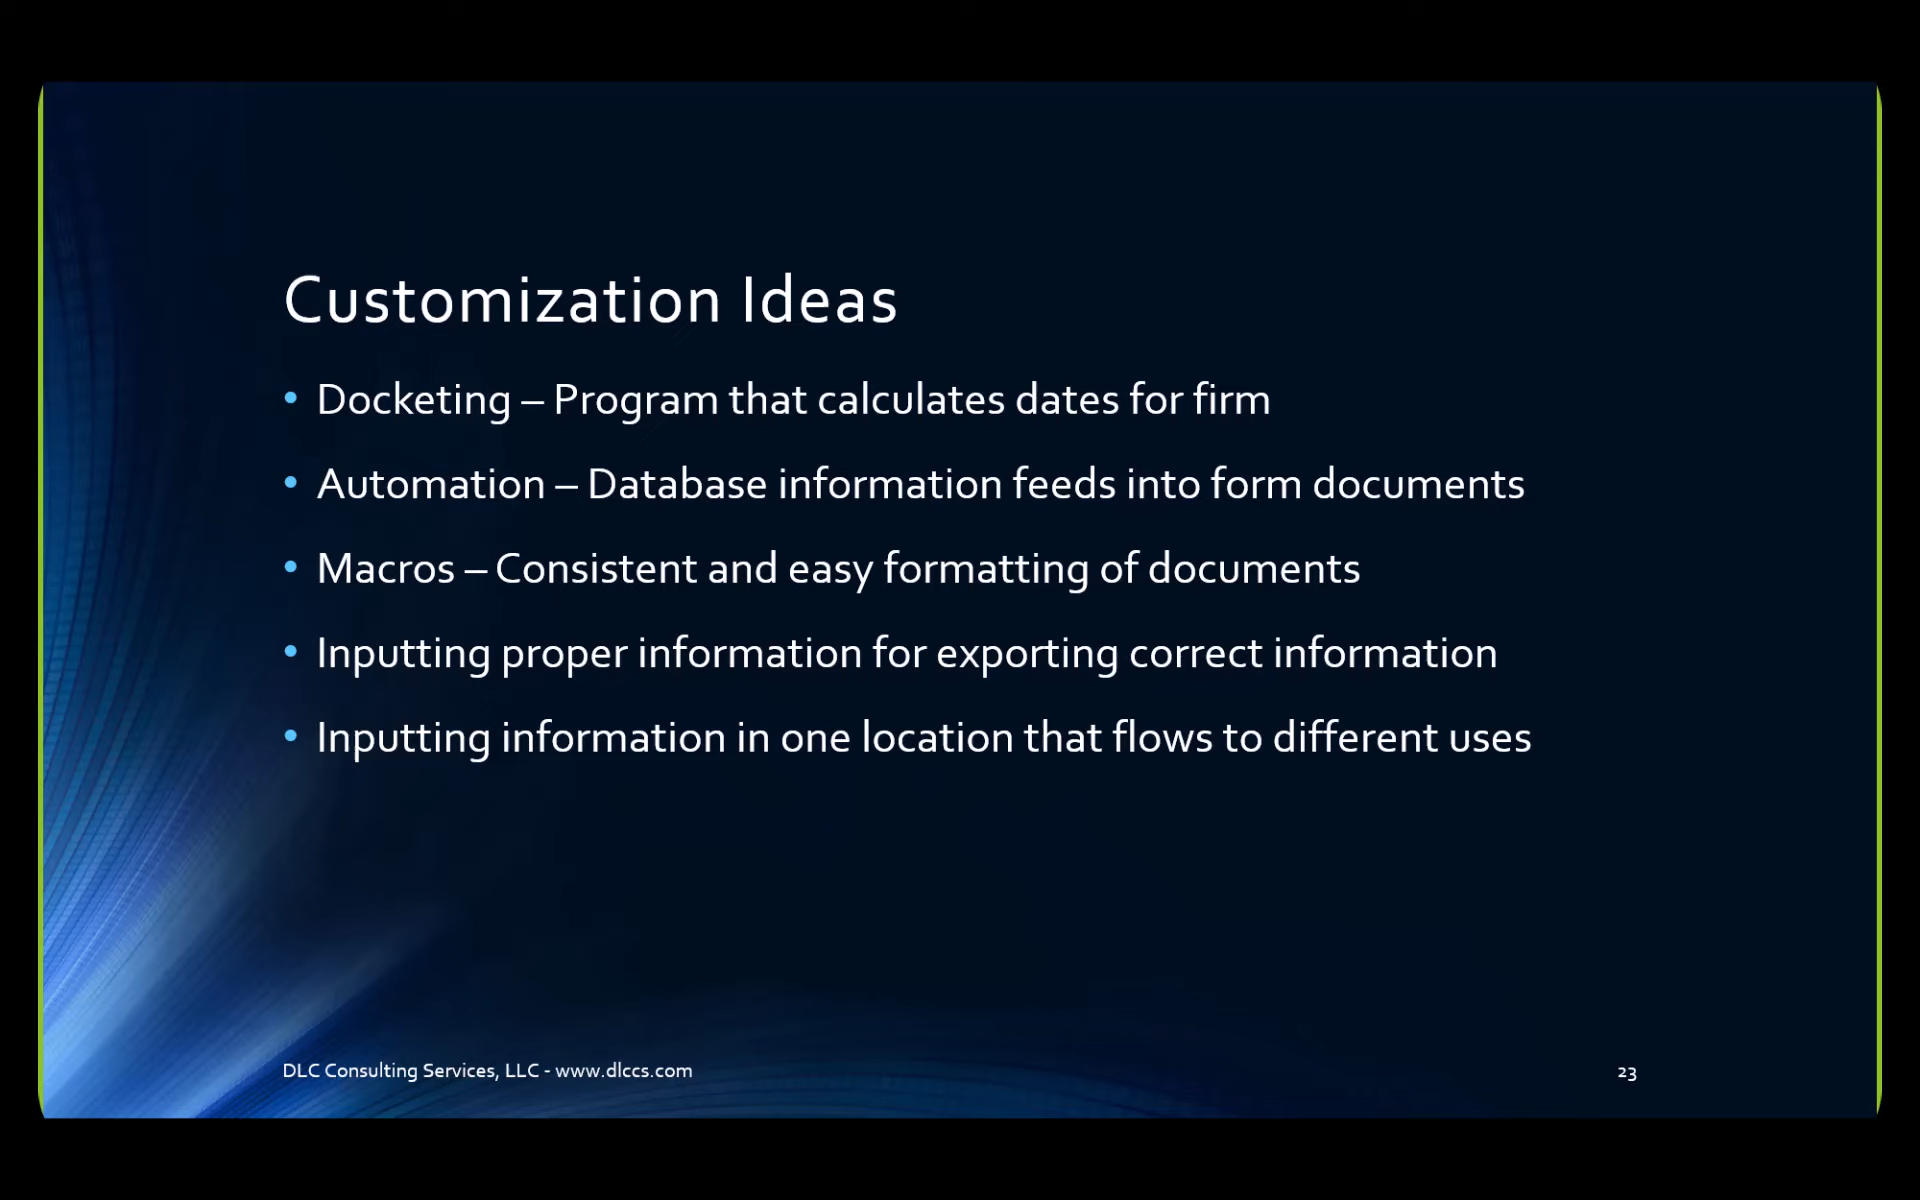 Customization Ideas
• Docketing – Program that calculates dates for firm
• Automation – Database information feeds into form documents
• Macros – Consistent and easy formatting of documents
• Inputting proper information for exporting correct information
• Inputting information in one location that flows to different uses
DLC Consulting Services, LLC - www.dlccs.com
23